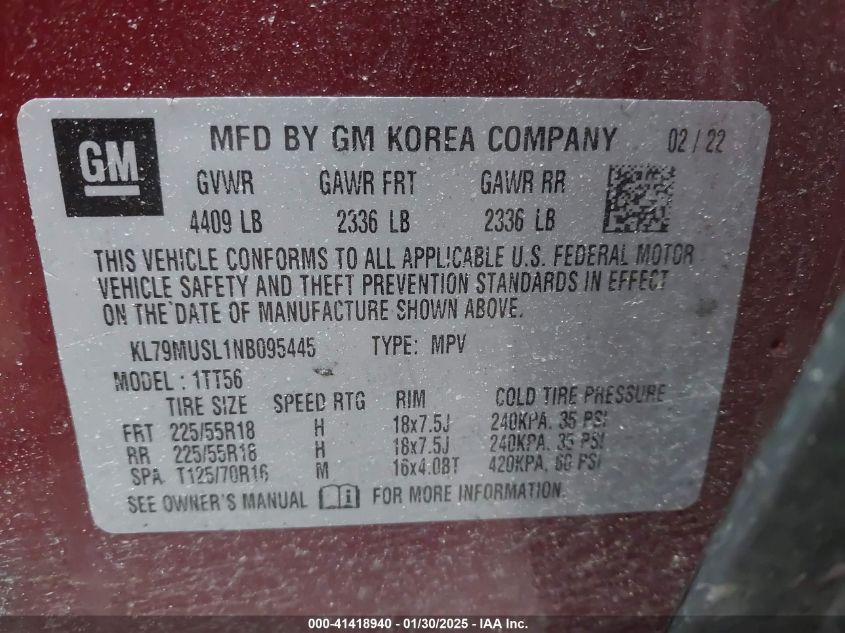 GM
MFD BY GM KOREA COMPANY 02 / 22
GVWR GAWR FRT GAWR RR
4409 LB 2336 LB 2336 LB
THIS VEHICLE CONFORMS TO ALL APPLICABLE U.S. FEDERAL MOTOR
VEHICLE SAFETY AND THEFT PREVENTION STANDARDS IN EFFECT
ON THE DATE OF MANUFACTURE SHOWN ABOVE.
KL79MUSL1NB095445 TYPE: MPV
MODEL : 1TT56
TIRE SIZE SPEED RTG RIM COLD TIRE PRESSURE
FRT 225/55R18 H 18x7.5J 240KPA, 35 PSI
RR 225/55R18 H 18x7.5J 240KPA, 35 PSI
SPA T125/70R16 M 16x4.0BT 420KPA, 60 PSI
SEE OWNER'S MANUAL FOR MORE INFORMATION.
000-41418940 - 01/30/2025 - IAA Inc.